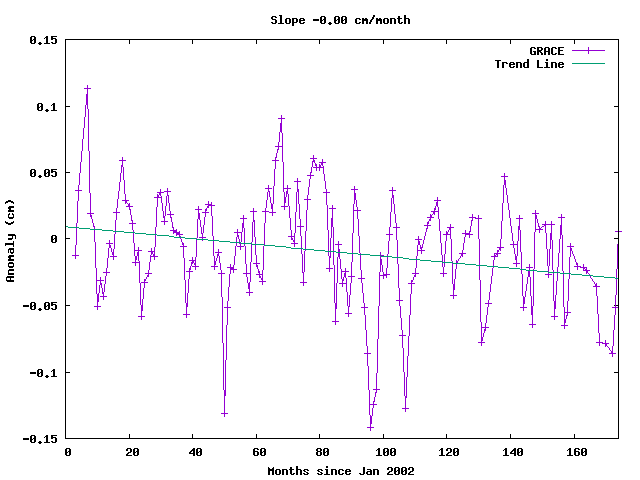 Slope -0.00 cm/month
0.15
GRACE
Trend Line
0.1
0.05
0
-0.05
-0.1
-0.15
Anomaly (cm)
0 20 40 60 80 100 120 140 160
Months since Jan 2002